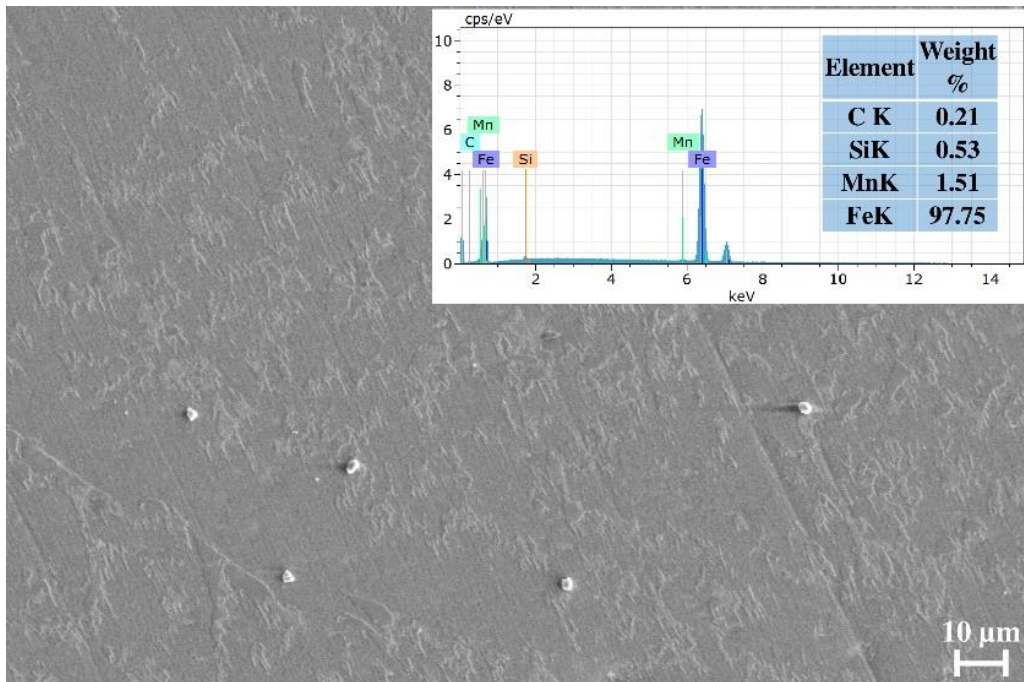 cps/eV
10
8
6
4
2
0
Mn
C
Fe
Si
Mn
Fe
2
4
6
8
10
12
14
keV
Element Weight %
C K 0.21
SiK 0.53
MnK 1.51
FeK 97.75
10 µm